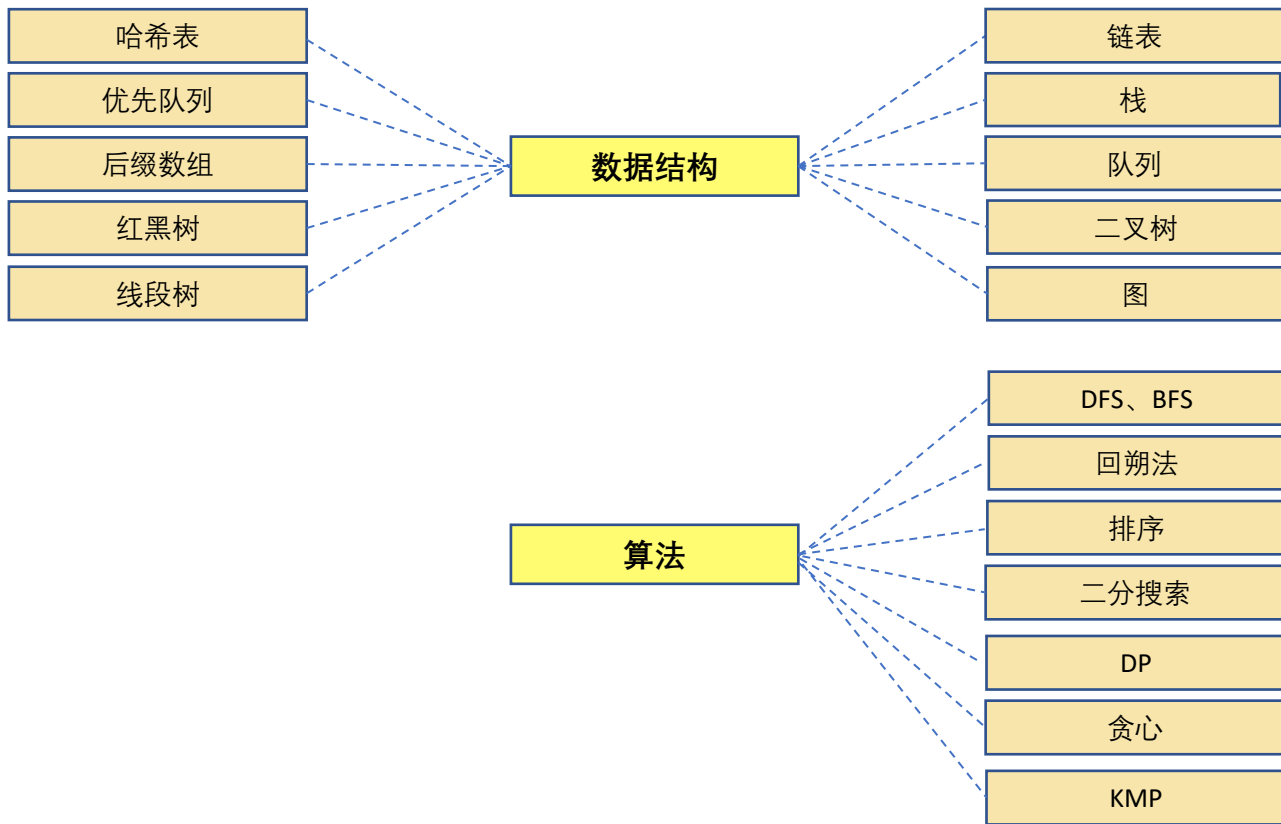 哈希表
优先队列
后缀数组
红黑树
线段树
数据结构
链表
栈
队列
二叉树
图
算法
DFS、BFS
回朔法
排序
二分搜索
DP
贪心
KMP